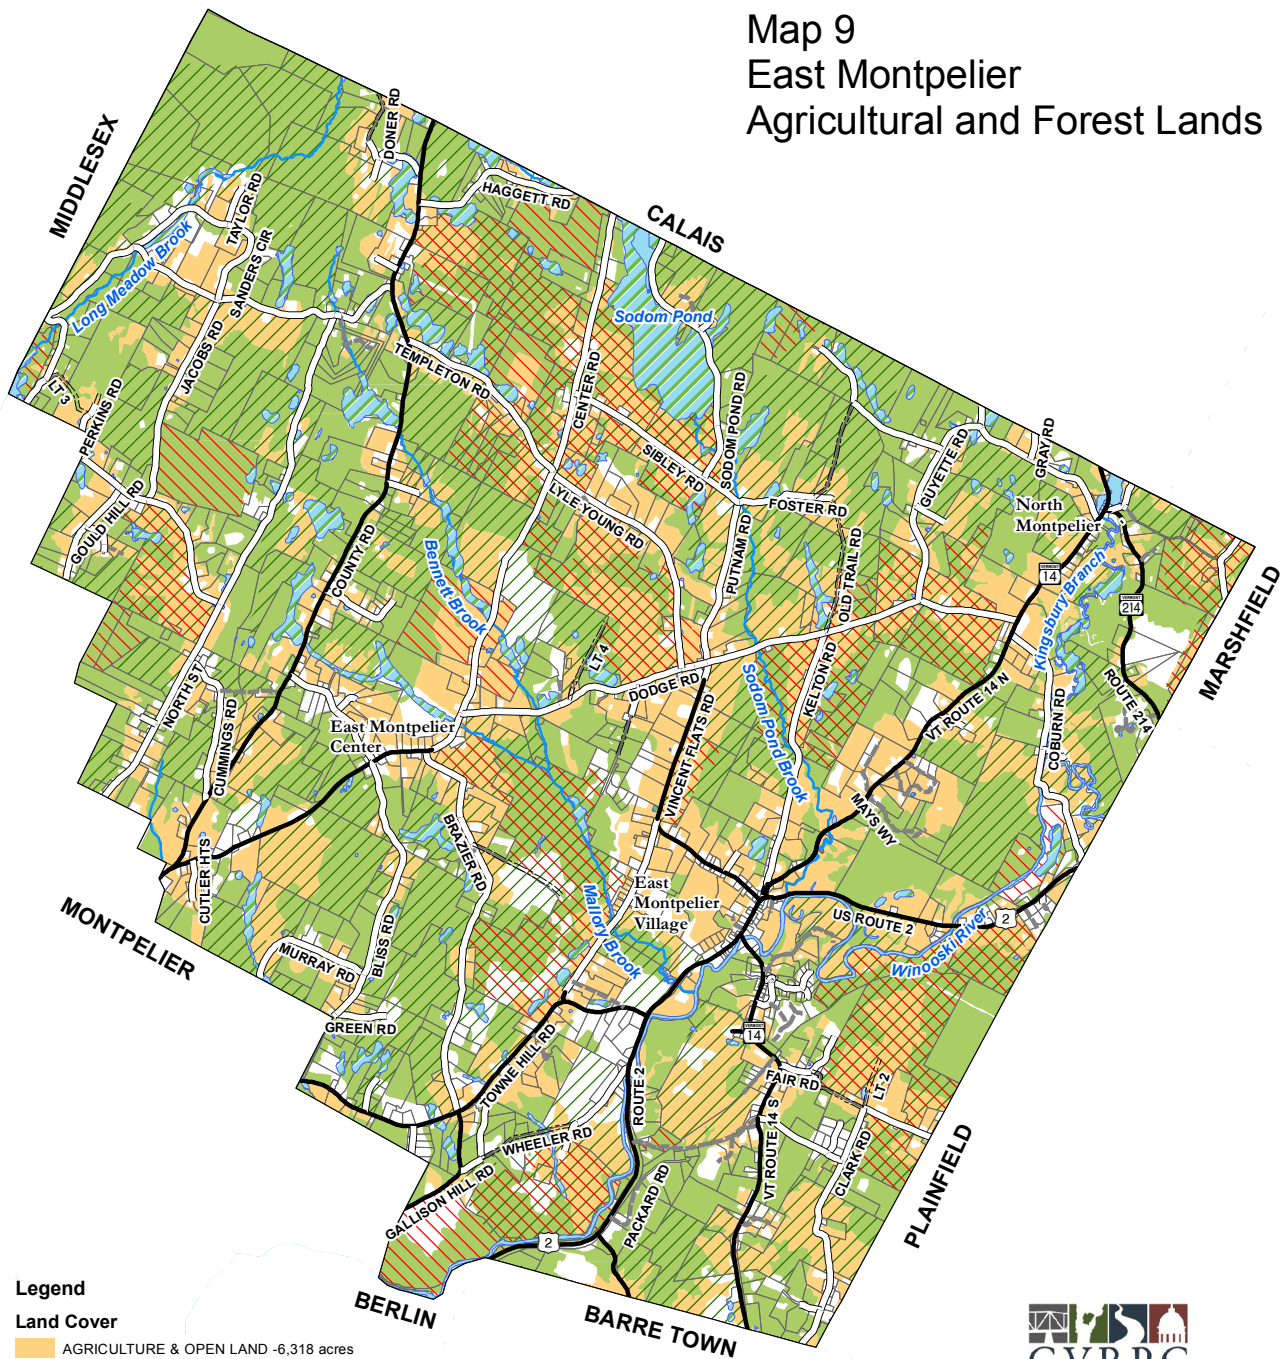 Map 9
East Montpelier
Agricultural and Forest Lands
MIDDLESEX
CALAIS
DONER RD
HAGGETT RD
TAYLOR RD
Long Meadow Brook
SANDERS CIR
Sodom Pond
JACOBS RD
TEMPLETON RD
CENTER RD
LT 3
PERKINS RD
SODOM POND RD
SIBLEY RD
GUYETTE RD
GRAY RD
GOULD HILL RD
LYLE YOUNG RD
FOSTER RD
North
Montpelier
COUNTY RD
Bennett Brook
PUTNAM RD
OLD TRAIL RD
VERMONT
14
Kingsbury Branch
VERMONT
214
MARSHFIELD
NORTH ST
LT 4
DODGE RD
KELTON RD
Sodom Pond Brook
ROUTE 214
CUMMINGS RD
East Montpelier
Center
VINCENT FLATS RD
VT ROUTE 14 N
COBURN RD
BRAZIER RD
MAYS WY
CUTLER HTS
East
Montpelier
Village
MONTPELIER
BLISS RD
Mallory Brook
US ROUTE 2
2
MURRAY RD
Winooski River
GREEN RD
TOWNE HILL RD
VERMONT
14
FAIR RD
LT 2
ROUTE 2
VT ROUTE 14 S
WHEELER RD
CLARK RD
GALLISON HILL RD
PACKARD RD
PLAINFIELD
2
BERLIN
BARRE TOWN
Legend
Land Cover
AGRICULTURE & OPEN LAND -6,318 acres
CVRPC